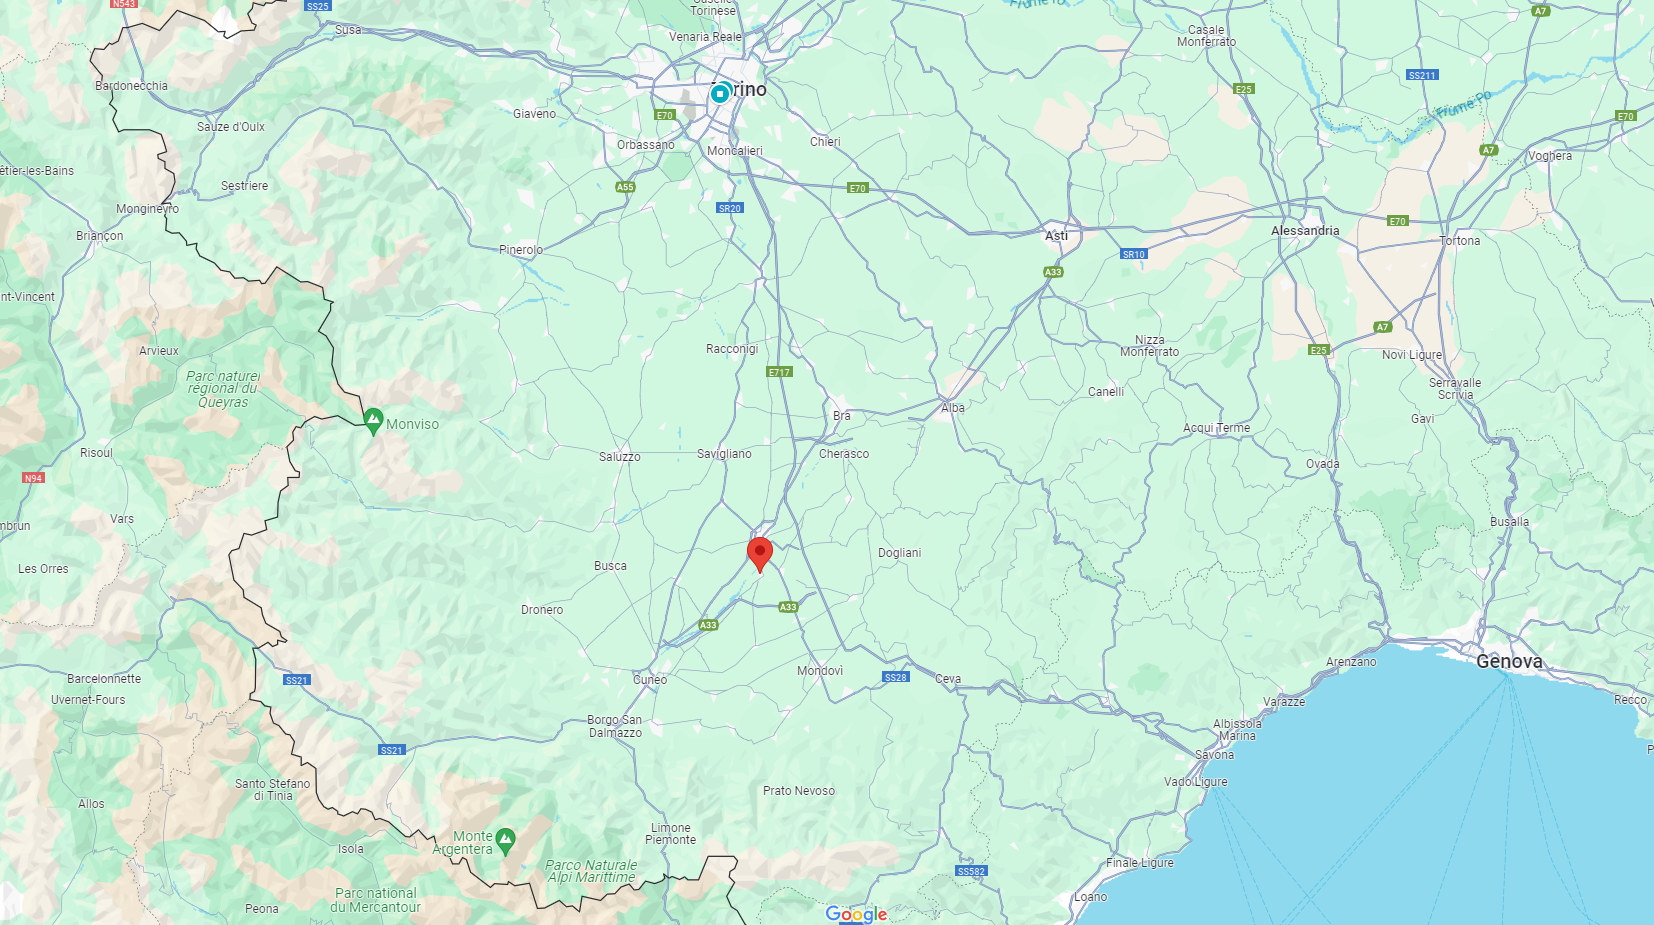 N543
SS25
Caselle
Torinese
Fiume Po
A7
Susa
Venaria Reale
Casale
Monferrato
SS211
Bardonecchia
E25
Fiume Po
Giaveno
E70
E70
Sauze d'Oulx
Orbassano
Moncalieri
Chieri
A7
Voghera
êtier-les-Bains
Sestriere
A55
E70
Monginevro
SR20
E70
Briançon
Pinerolo
Asti
Alessandria
Tortona
SR10
A33
nt-Vincent
A7
Arvieux
Racconigi
Nizza
Monferrato
E25
Novi Ligure
Parc naturel
régional du
Queyras
E717
Serravalle
Scrivia
Canelli
Monviso
Bra
Alba
Gavi
Acqui Terme
Risoul
Saluzzo
Savigliano
Cherasco
Ovada
N94
mbrun
Vars
Busalla
Les Orres
Busca
Dogliani
Dronero
A33
A33
Barcelonnette
SS21
Cuneo
Mondovì
SS28
Ceva
Arenzano
Genova
Uvernet-Fours
Borgo San
Dalmazzo
Varazze
Recco
Albissola
Marina
SS21
Savona
Santo Stefano
di Tinia
Prato Nevoso
Vado Ligure
Allos
Limone
Piemonte
Monte
Argentera
Isola
Parco Naturale
Alpi Marittime
SS582
Finale Ligure
Parc national
du Mercantour
Loano
Peona
Google